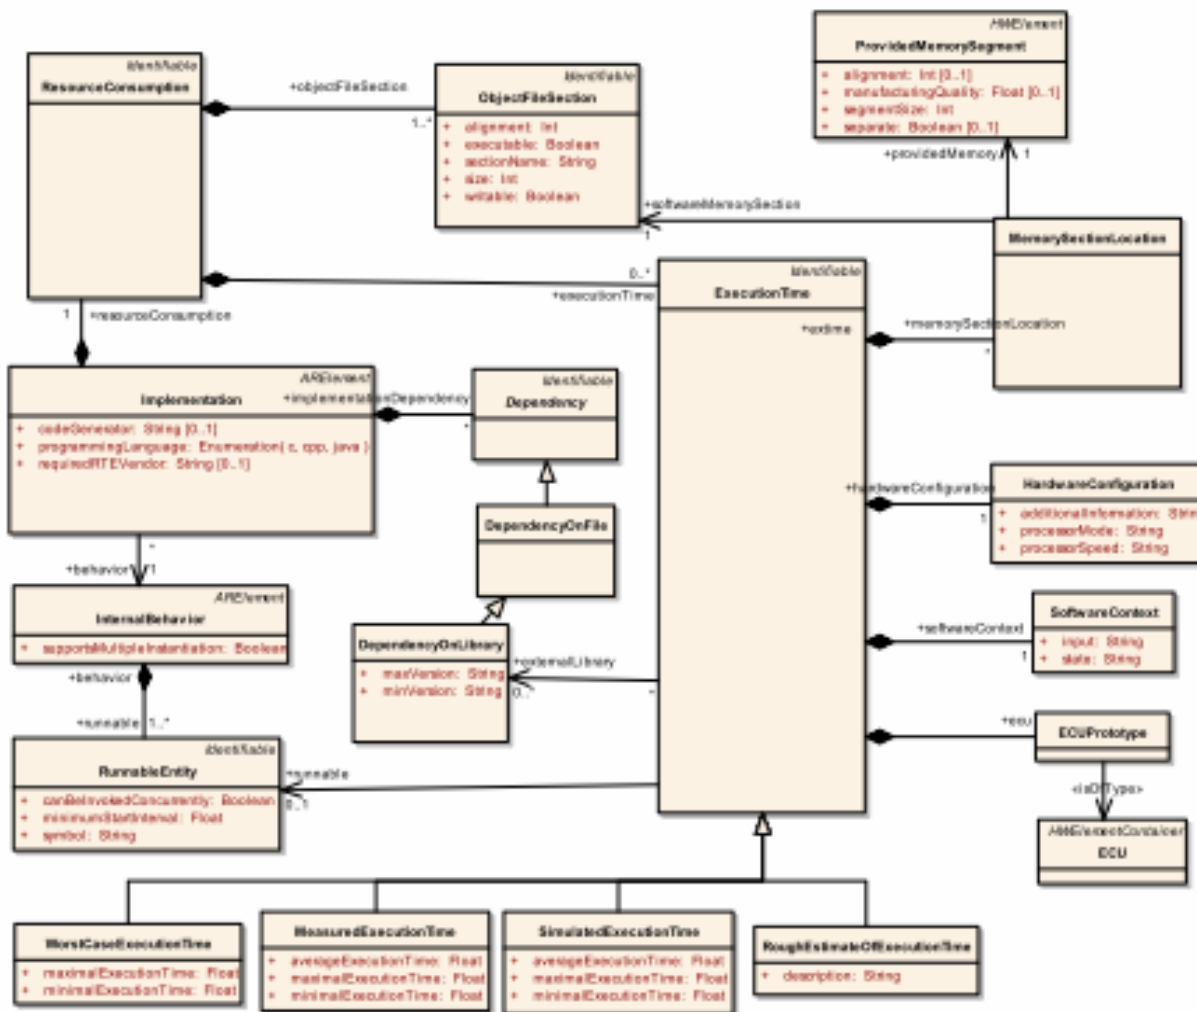 Identifiable
ResourceConsumption
+objectFileSection
1..*
Identifiable
ObjectFileSection
+ alignment: Int
+ executable: Boolean
+ sectionName: String
+ size: Int
+ writable: Boolean
HWElement
ProvidedMemorySegment
+ alignment: Int [0..1]
+ manufacturingQuality: Float [0..1]
+ segmentSize: Int
+ separate: Boolean [0..1]
+providedMemory
1
+softwareMemorySection
1
MemorySectionLocation
0..*
+executionTime
Identifiable
ExecutionTime
+extime
+memorySectionLocation
*
1
+resourceConsumption
ARElement
Implementation
+ codeGenerator: String [0..1]
+ programmingLanguage: Enumeration( c, cpp, java )
+ requiredRTEVendor: String [0..1]
+implementationDependency
*
Identifiable
Dependency
DependencyOnFile
+hardwareConfiguration
1
HardwareConfiguration
+ additionalInformation: Strin
+ processorMode: String
+ processorSpeed: String
*
+behavior
1
ARElement
InternalBehavior
+ supportsMultipleInstantiation: Boolean
+behavior
+runnable
1..*
DependencyOnLibrary
+ maxVersion: String
+ minVersion: String
+externalLibrary
0..*
*
+softwareContext
1
SoftwareContext
+ input: String
+ state: String
+ecu
ECUPrototype
«isOfType»
HWElementContainer
ECU
Identifiable
RunnableEntity
+ canBeInvokedConcurrently: Boolean
+ minimumStartInterval: Float
+ symbol: String
+runnable
0..1
WorstCaseExecutionTime
+ maximalExecutionTime: Float
+ minimalExecutionTime: Float
MeasuredExecutionTime
+ averageExecutionTime: Float
+ maximalExecutionTime: Float
+ minimalExecutionTime: Float
SimulatedExecutionTime
+ averageExecutionTime: Float
+ maximalExecutionTime: Float
+ minimalExecutionTime: Float
RoughEstimateOfExecutionTime
+ description: String